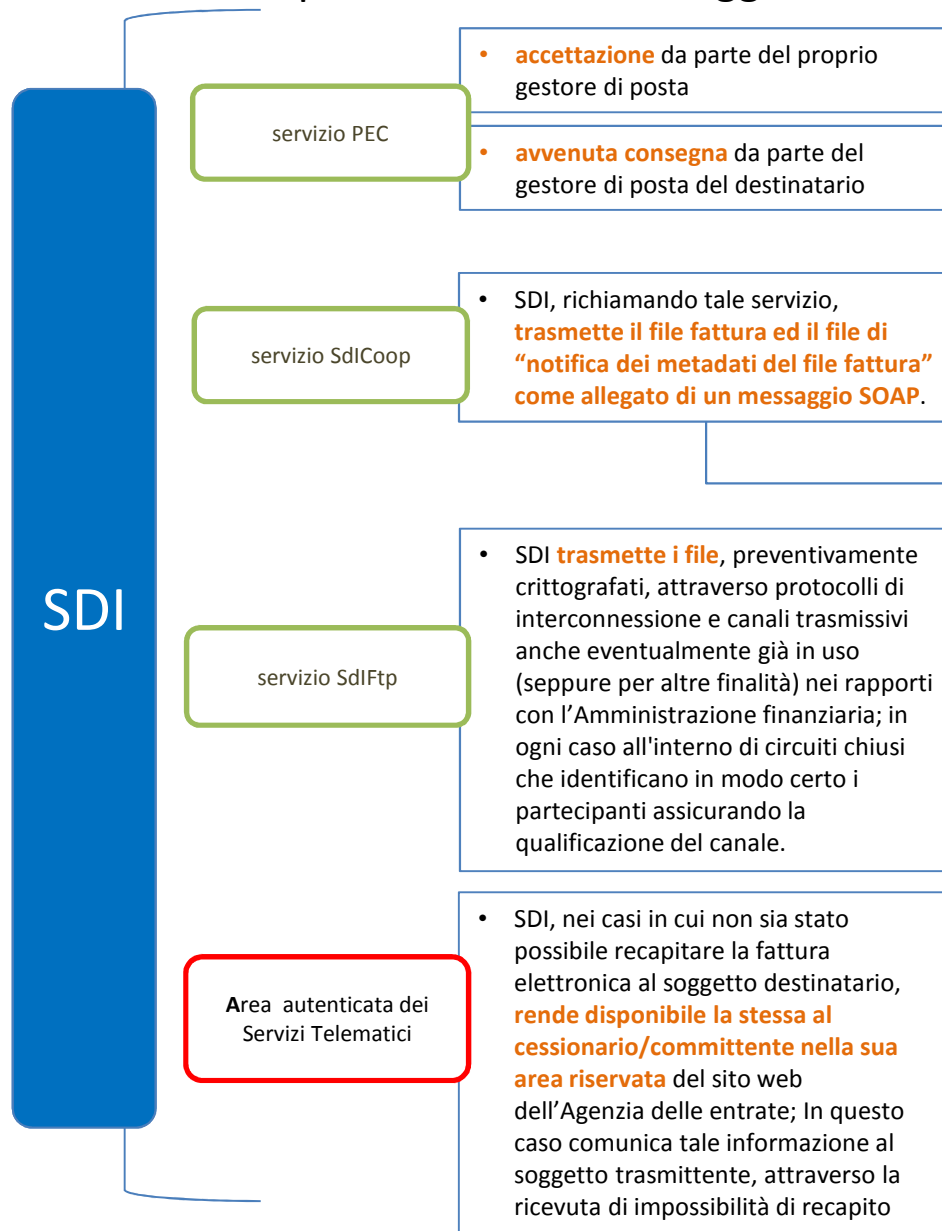 SDI
servizio PEC
• accettazione da parte del proprio
gestore di posta
• avvenuta consegna da parte del
gestore di posta del destinatario
servizio SdICoop
• SDI, richiamando tale servizio,
trasmette il file fattura ed il file di
“notifica dei metadati del file fattura”
come allegato di un messaggio SOAP.
servizio SdIFtp
• SDI trasmette i file, preventivamente
crittografati, attraverso protocolli di
interconnessione e canali trasmissivi
anche eventualmente già in uso
(seppure per altre finalità) nei rapporti
con l’Amministrazione finanziaria; in
ogni caso all'interno di circuiti chiusi
che identificano in modo certo i
partecipanti assicurando la
qualificazione del canale.
Area autenticata dei
Servizi Telematici
• SDI, nei casi in cui non sia stato
possibile recapitare la fattura
elettronica al soggetto destinatario,
rende disponibile la stessa al
cessionario/committente nella sua
area riservata del sito web
dell’Agenzia delle entrate; In questo
caso comunica tale informazione al
soggetto trasmittente, attraverso la
ricevuta di impossibilità di recapito